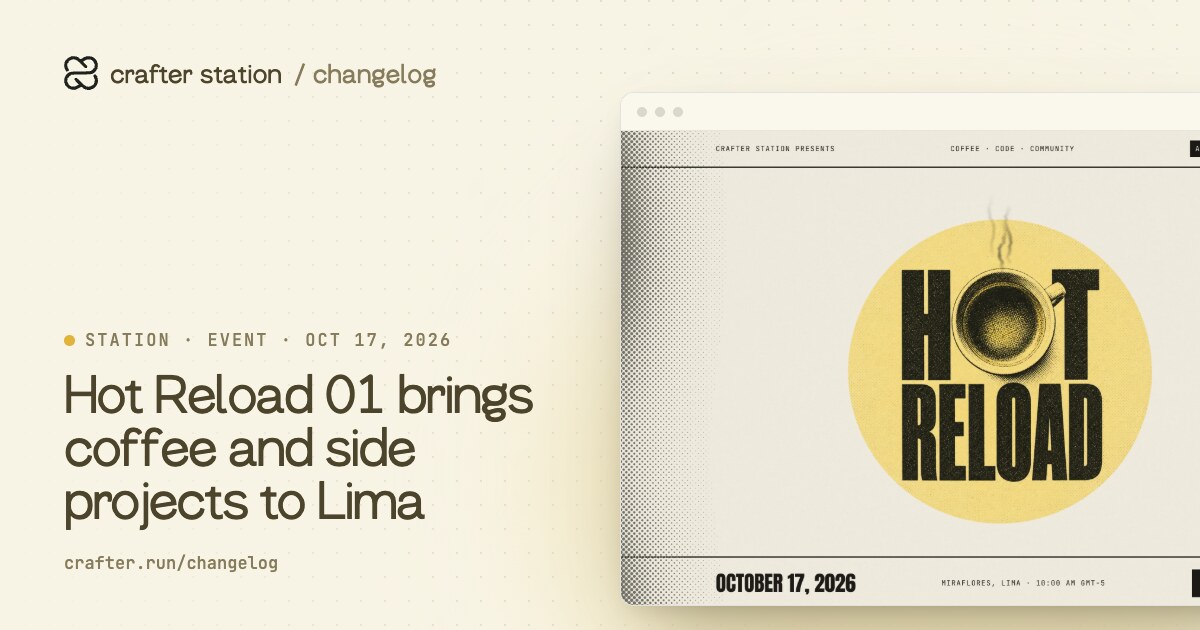 crafter station / changelog
STATION · EVENT · OCT 17, 2026
Hot Reload 01 brings
coffee and side
projects to Lima
crafter.run/changelog
CRAFTER STATION PRESENTS
COFFEE · CODE · COMMUNITY
HOT
RELOAD
OCTOBER 17, 2026
MIRAFLORES, LIMA · 10:00 AM GMT-5